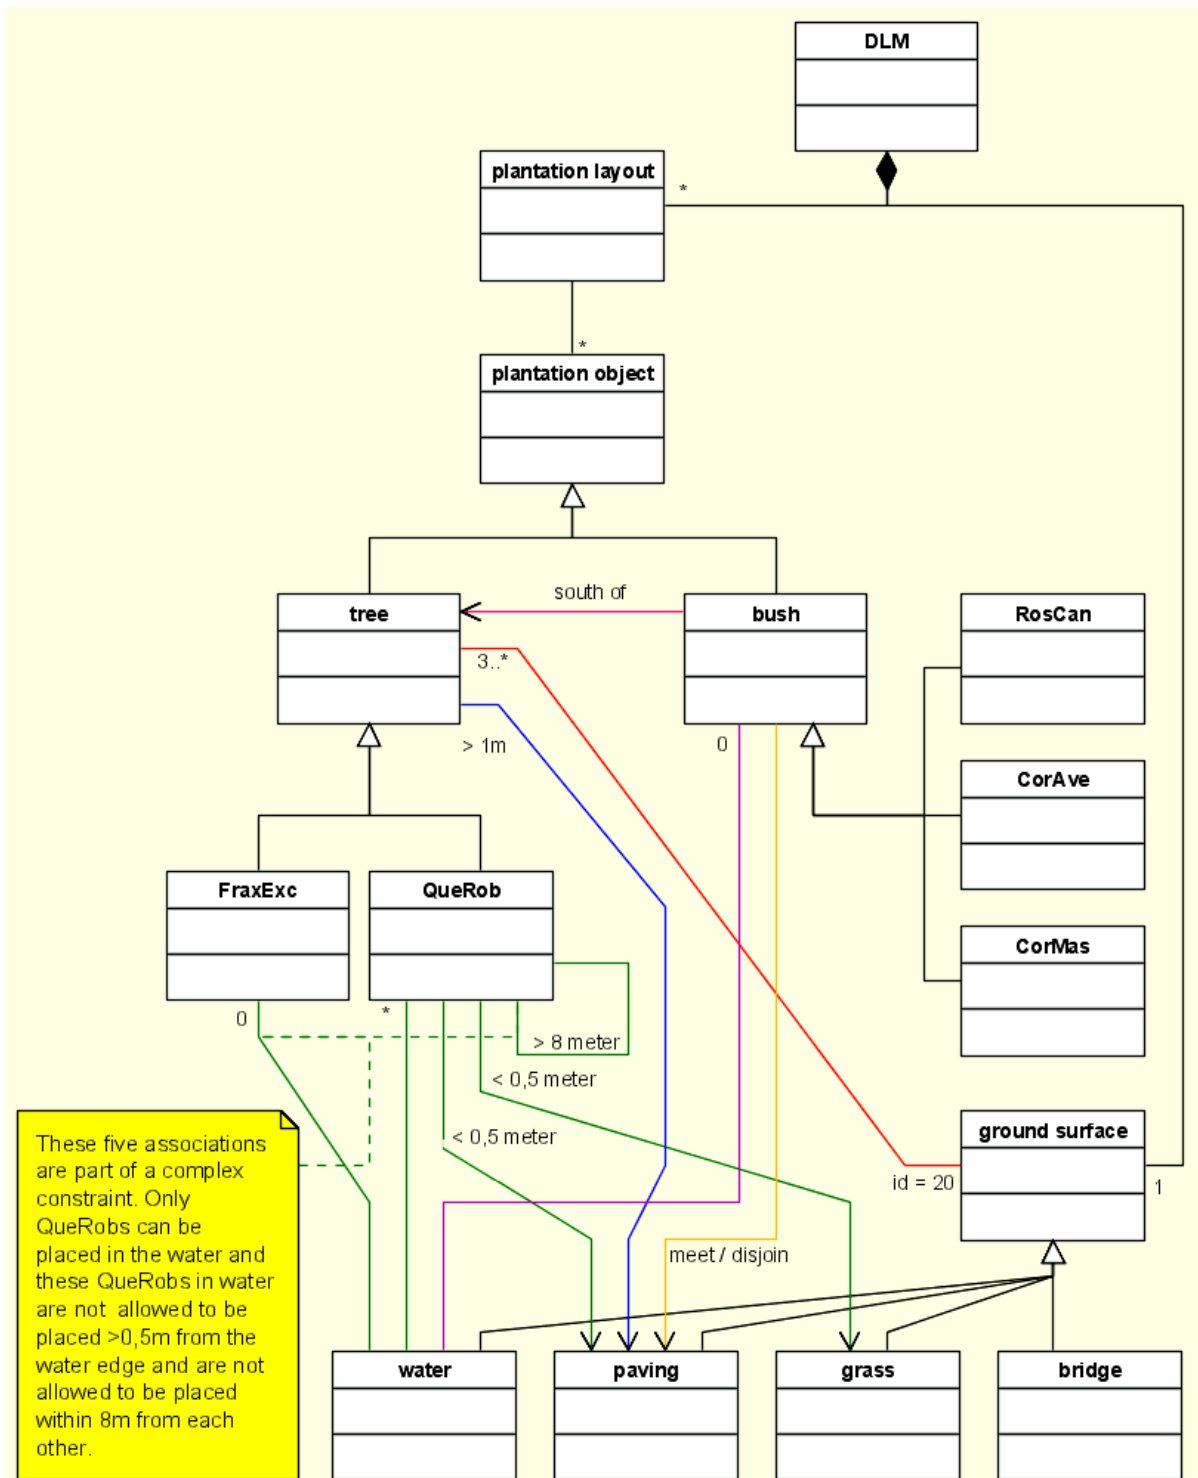 DLM
plantation layout
*
*
plantation object
south of
tree
bush
RosCan
3..*
> 1m
0
CorAve
FraxExc
QueRob
CorMas
0
*
> 8 meter
< 0,5 meter
< 0,5 meter
ground surface
id = 20
1
These five associations
are part of a complex
constraint. Only
QueRobs can be
placed in the water and
these QueRobs in water
are not allowed to be
placed >0,5m from the
water edge and are not
allowed to be placed
within 8m from each
other.
meet / disjoin
water
paving
grass
bridge